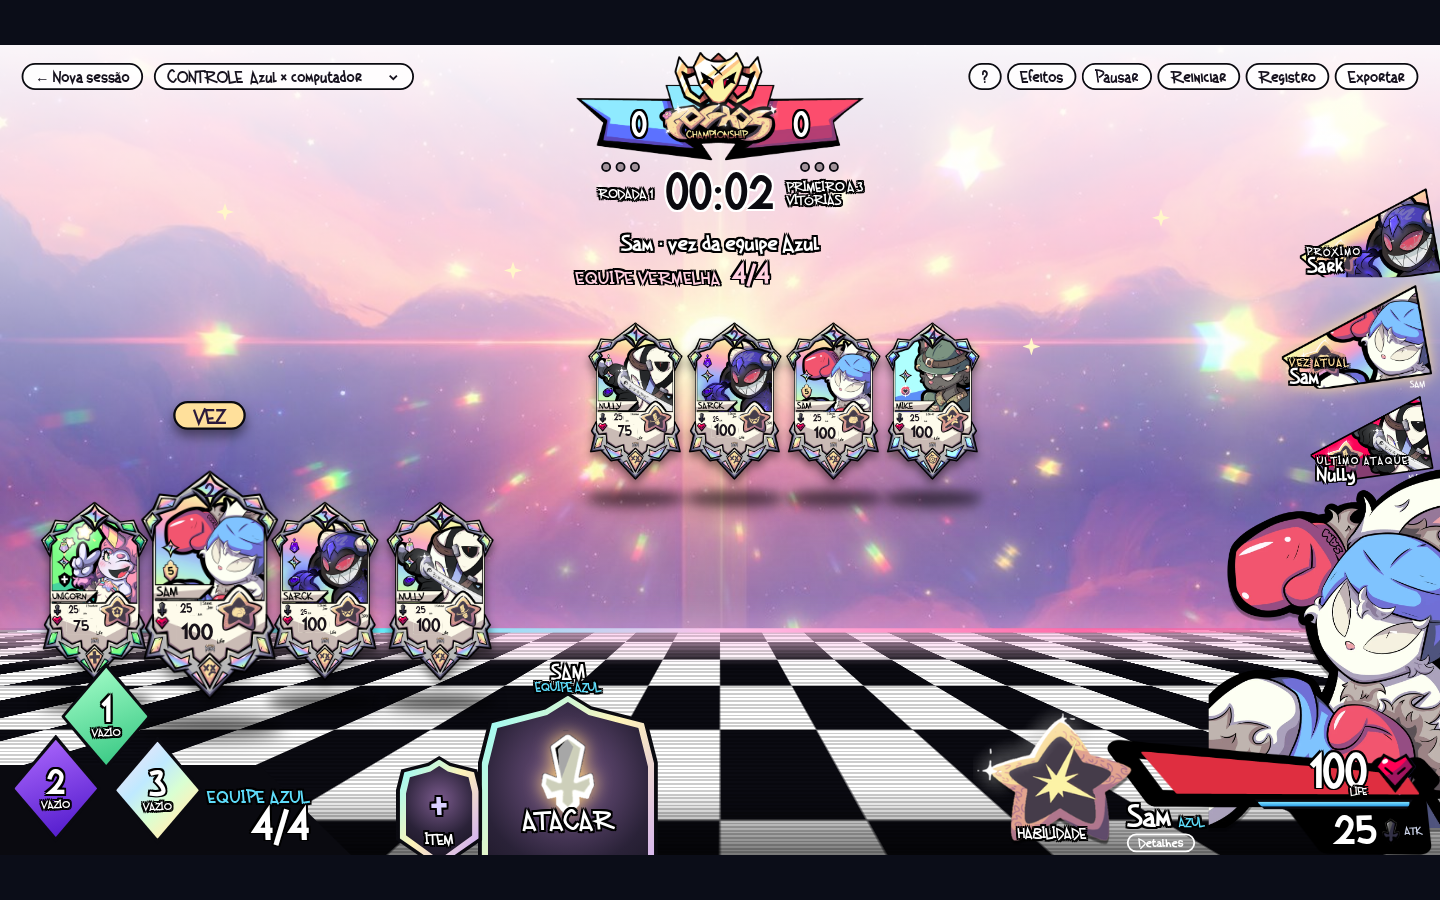 ← Nova sessão
CONTROLE Azul × computador
?
Efeitos
Pausar
Reiniciar
Registro
Exportar
0
0
CHAMPIONSHIP
RODADA 1
00:02
PRIMEIRO A 3
VITÓRIAS
Sam · vez da equipe Azul
EQUIPE VERMELHA 4/4
PRÓXIMO
Sark
VEZ ATUAL
Sam
SAM
ÚLTIMO ATAQUE
Nully
NULLY
25
75
SARCK
25
100
SAM
5
25
100
MIKE
25
100
VEZ
UNICORN
25
75
SAM
5
25
100
SARCK
25
100
NULLY
25
100
1
VAZIO
2
VAZIO
3
VAZIO
EQUIPE AZUL
4/4
+
ITEM
SAM
EQUIPE AZUL
ATACAR
HABILIDADE
Sam AZUL
Detalhes
100
LIFE
25 ATK